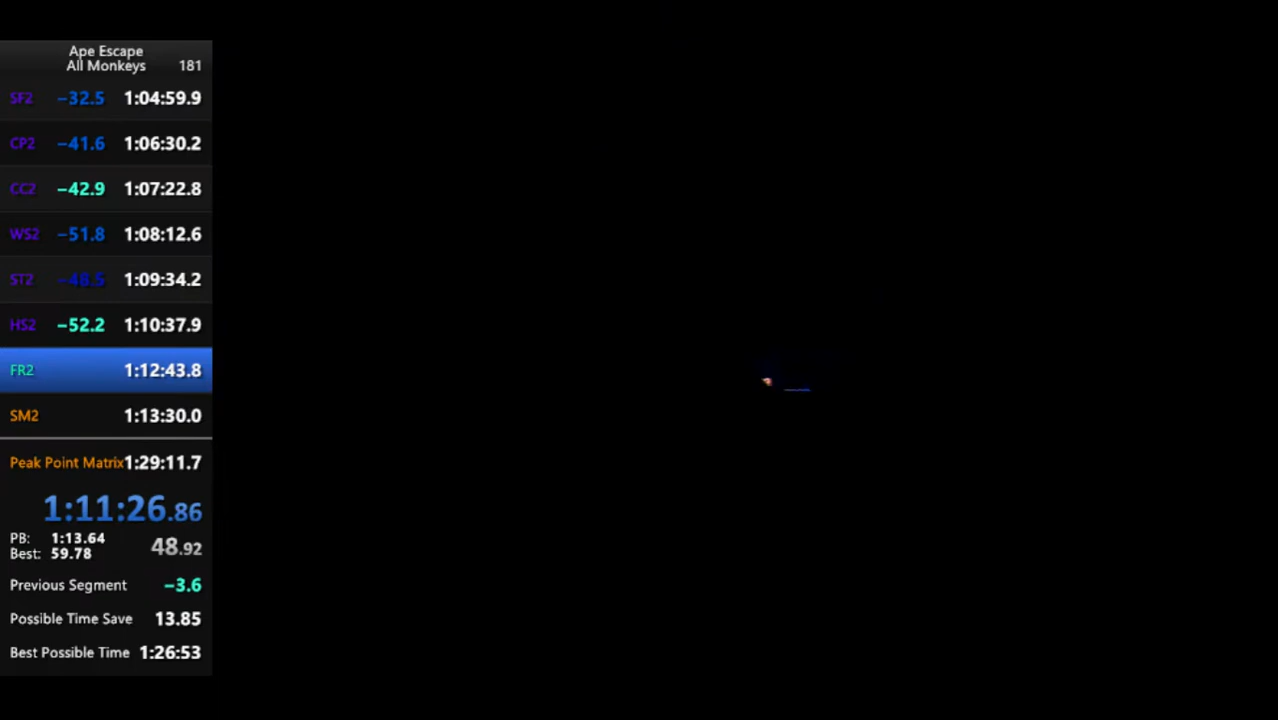 Ape Escape
All Monkeys 181
SF2 −32.5 1:04:59.9
CP2 −41.6 1:06:30.2
CC2 −42.9 1:07:22.8
WS2 −51.8 1:08:12.6
ST2 −48.5 1:09:34.2
HS2 −52.2 1:10:37.9
FR2 1:12:43.8
SM2 1:13:30.0
Peak Point Matrix 1:29:11.7
1:11:26.86
PB: 1:13.64
Best: 59.78
48.92
Previous Segment −3.6
Possible Time Save 13.85
Best Possible Time 1:26:53